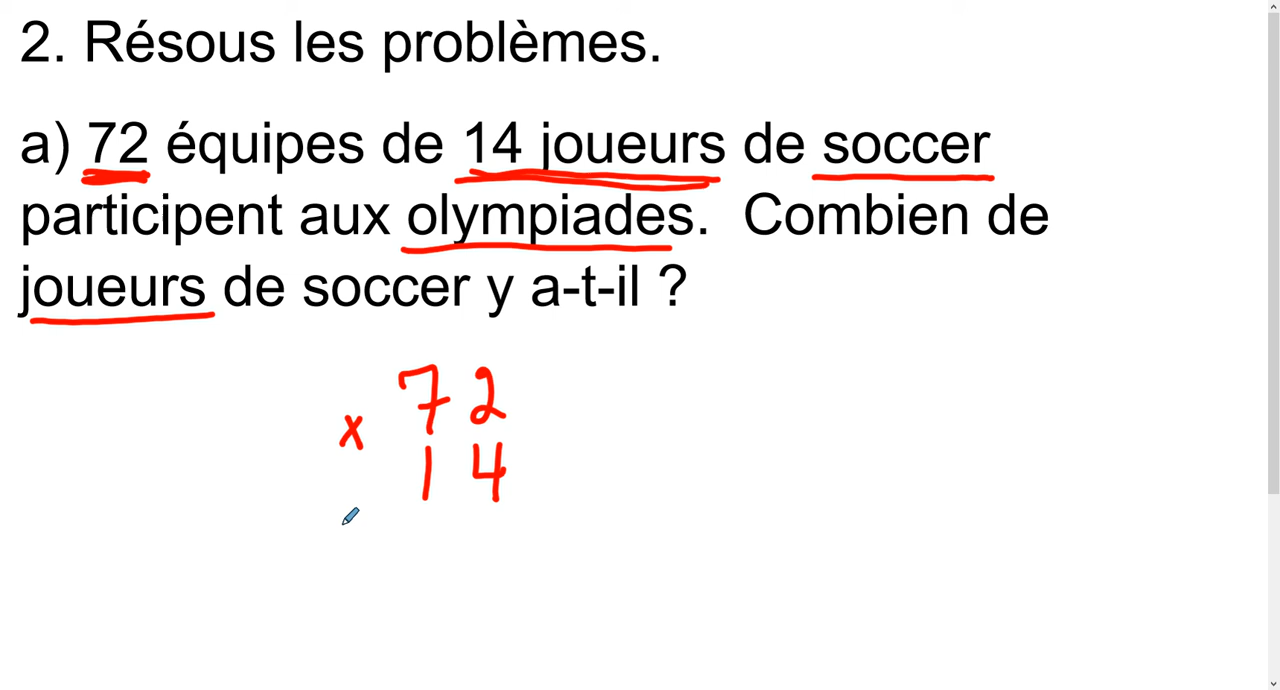 2. Résous les problèmes.
a) 72 équipes de 14 joueurs de soccer
participent aux olympiades. Combien de
joueurs de soccer y a-t-il ?
72
x
14